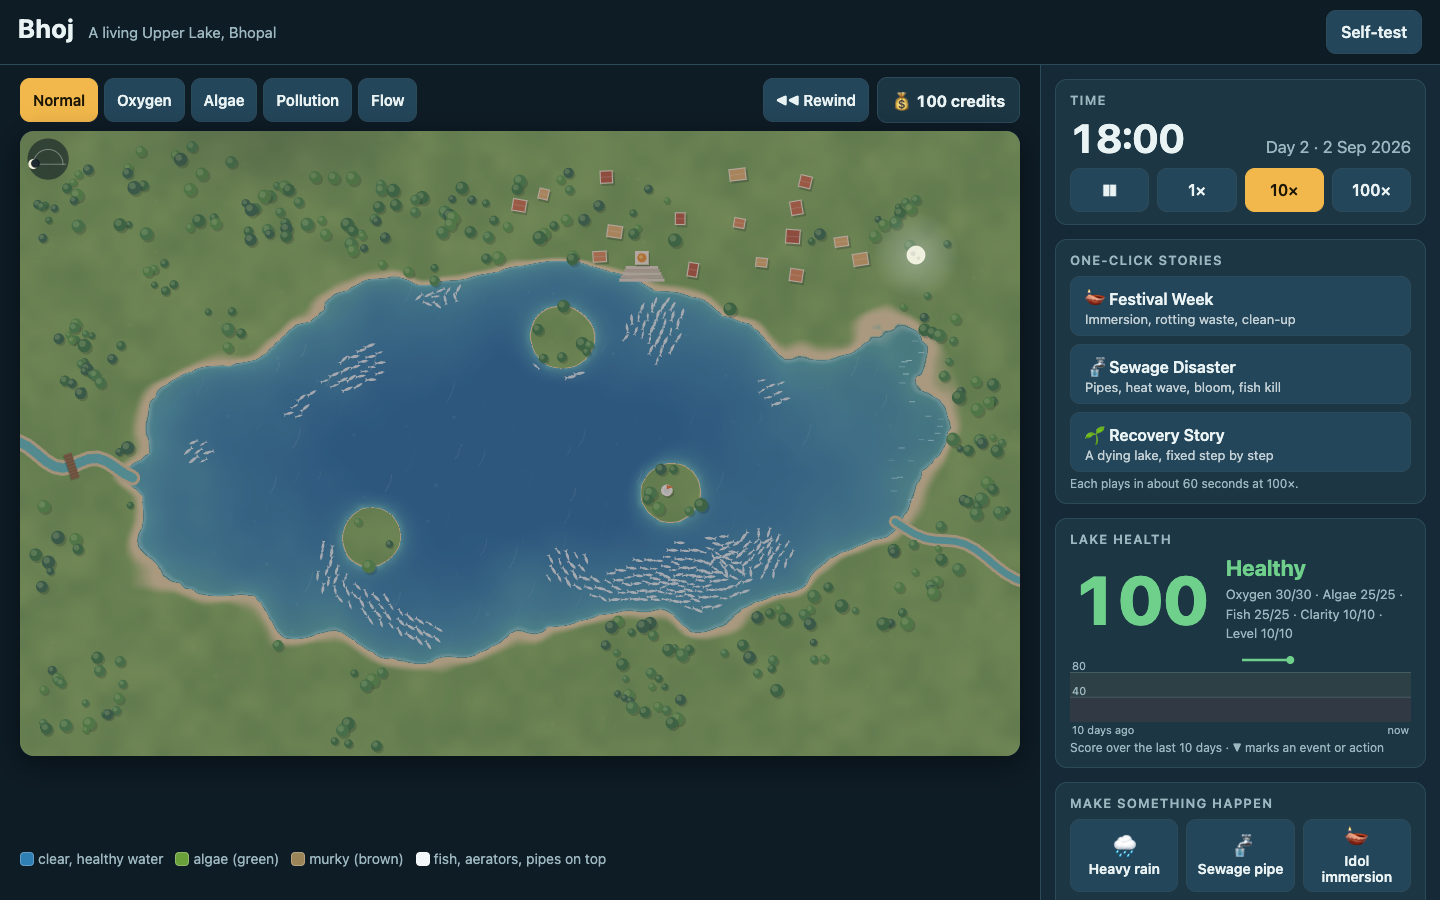 Bhoj
A living Upper Lake, Bhopal
Self-test
Normal
Oxygen
Algae
Pollution
Flow
◀◀ Rewind
100 credits
TIME
18:00
Day 2 · 2 Sep 2026
1×
10×
100×
ONE-CLICK STORIES
Festival Week
Immersion, rotting waste, clean-up
Sewage Disaster
Pipes, heat wave, bloom, fish kill
Recovery Story
A dying lake, fixed step by step
Each plays in about 60 seconds at 100×.
LAKE HEALTH
100
Healthy
Oxygen 30/30 · Algae 25/25 ·
Fish 25/25 · Clarity 10/10 ·
Level 10/10
80
40
10 days ago
now
Score over the last 10 days · ▼ marks an event or action
MAKE SOMETHING HAPPEN
Heavy rain
Sewage pipe
Idol
immersion
clear, healthy water
algae (green)
murky (brown)
fish, aerators, pipes on top